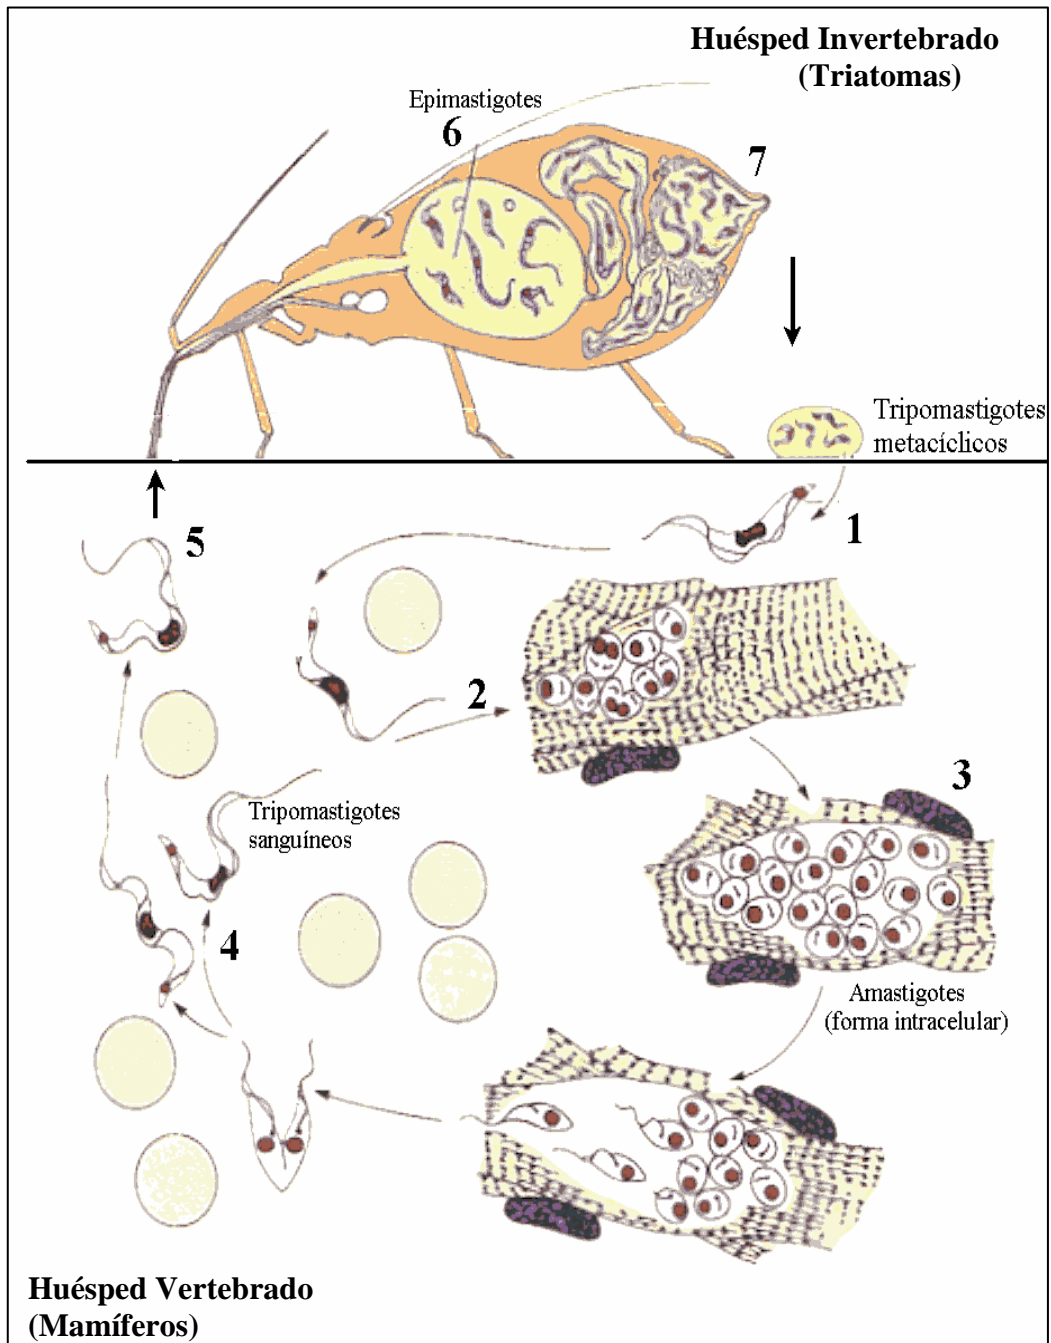 Huésped Invertebrado
(Triatomas)
Epimastigotes
6
7
Tripomastigotes
metacíclicos
1
5
2
3
Tripomastigotes
sanguíneos
4
Amastigotes
(forma intracelular)
Huésped Vertebrado
(Mamíferos)